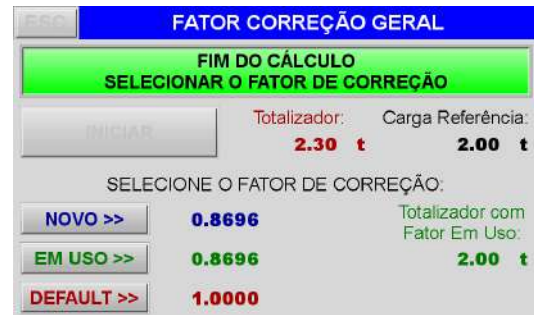 ESC
FATOR CORREÇÃO GERAL
FIM DO CÁLCULO
SELECIONAR O FATOR DE CORREÇÃO
INICIAR
Totalizador: Carga Referência:
2.30 t 2.00 t
SELECIONE O FATOR DE CORREÇÃO:
NOVO >> 0.8696
Totalizador com
Fator Em Uso:
EM USO >> 0.8696 2.00 t
DEFAULT >> 1.0000